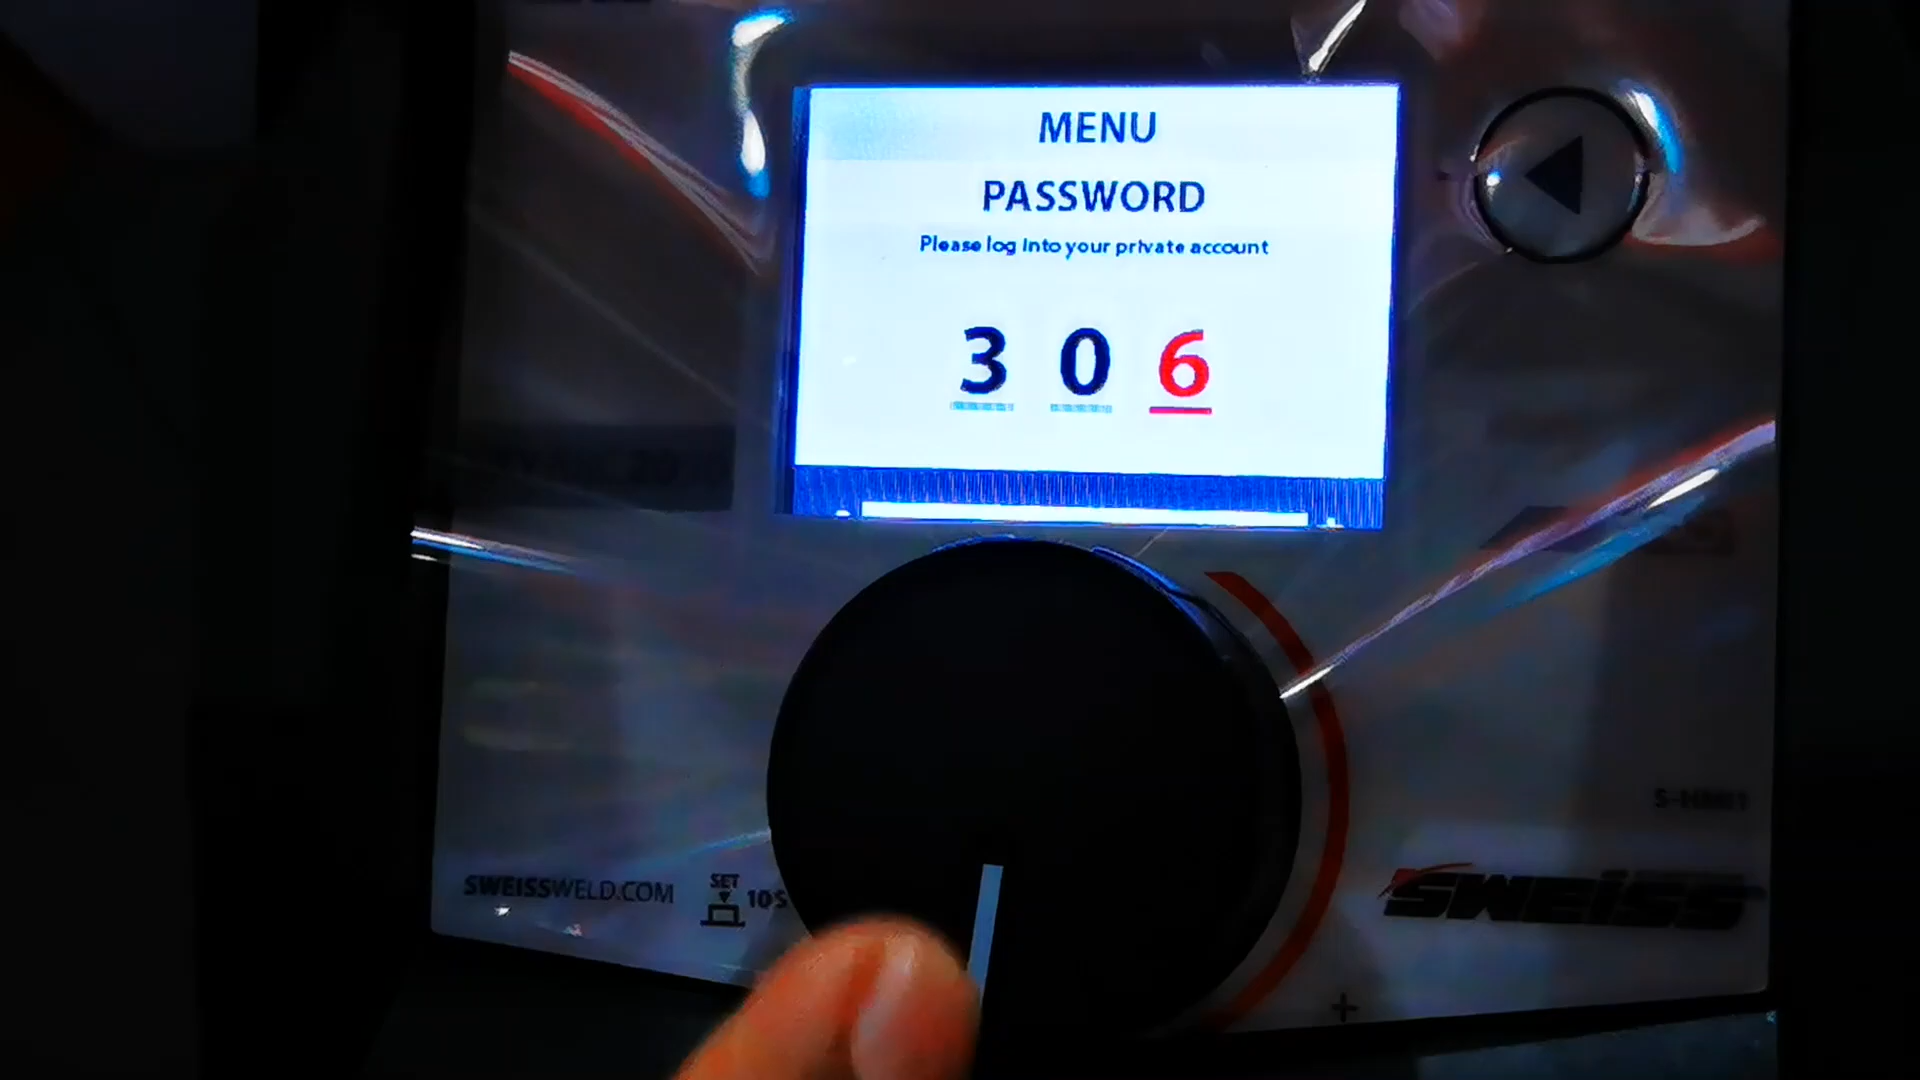 MENU
PASSWORD
Please log into your private account
3 0 6
SWEISSWELD.COM
SET
10S
SWEISS
+